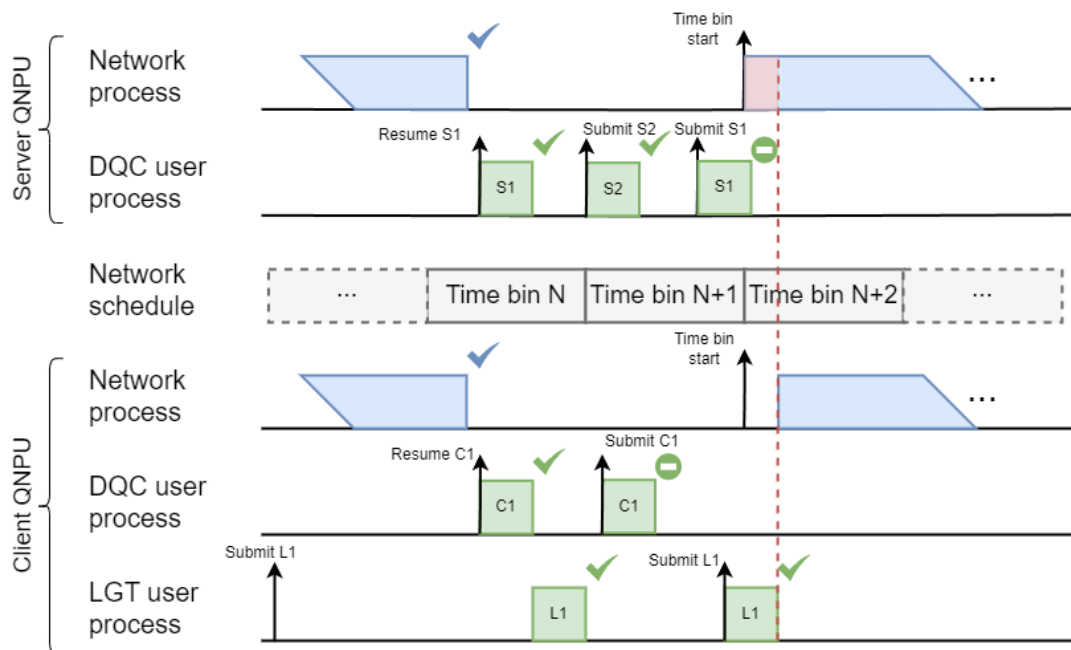 Server QNPU
Network
process
Time bin
start
...
DQC user
process
Resume S1
S1
Submit S2
S2
Submit S1
S1
Network
schedule
...
Time bin N
Time bin N+1
Time bin N+2
...
Client QNPU
Network
process
Time bin
start
...
DQC user
process
Resume C1
C1
Submit C1
C1
LGT user
process
Submit L1
L1
Submit L1
L1